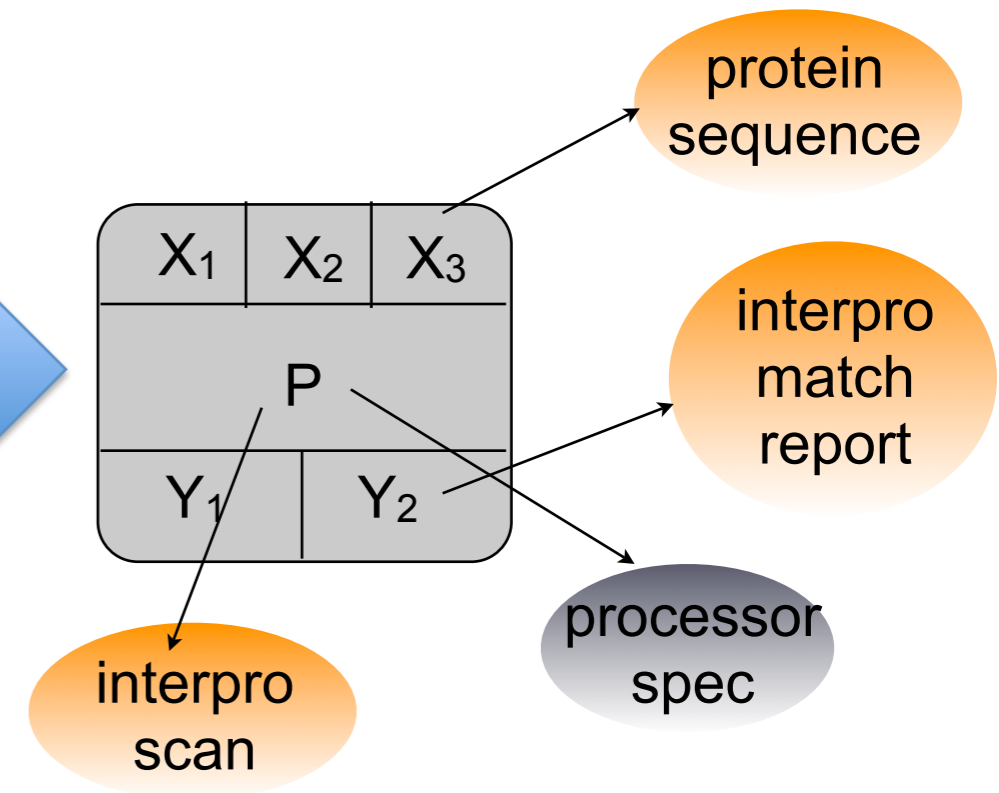 protein
sequence
X₁ X₂ X₃
interpro
match
report
P
Y₁ Y₂
processor
spec
interpro
scan